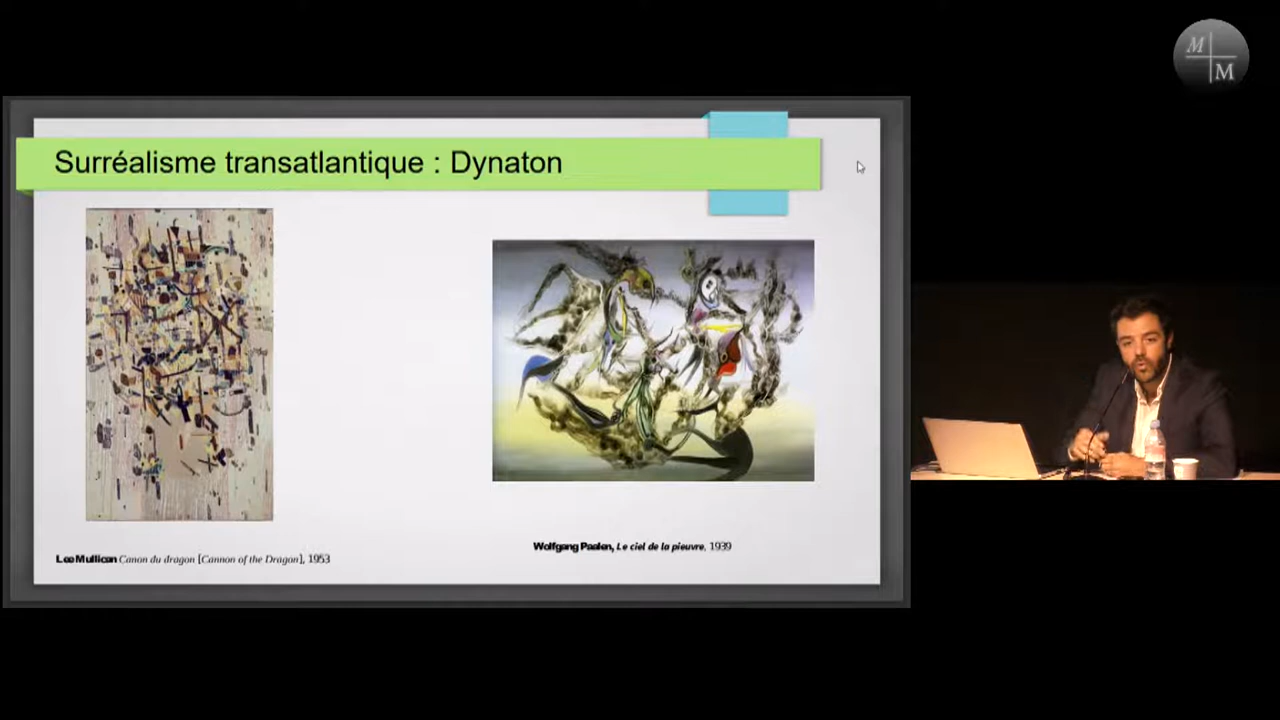 M
M
Surréalisme transatlantique : Dynaton
Lee Mullican Canon du dragon [Cannon of the Dragon], 1953
Wolfgang Paalen, Le ciel de la pieuvre, 1939